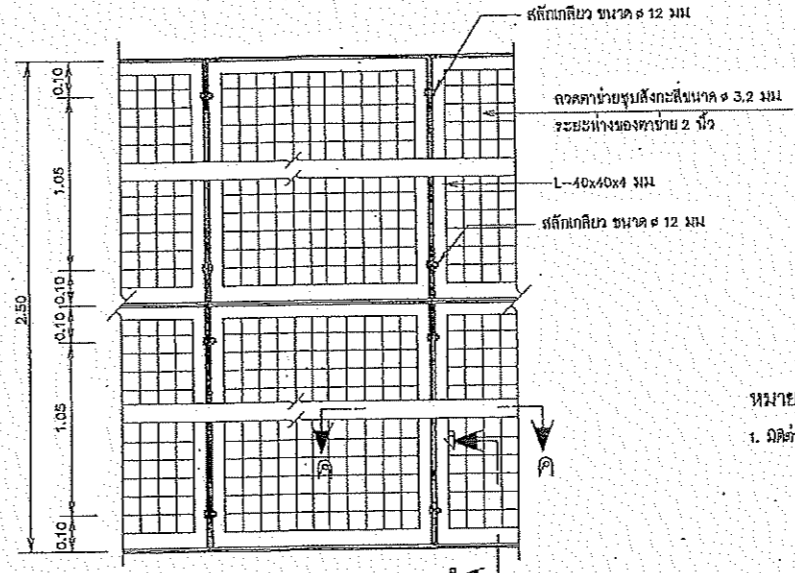 สลักเกลียว ขนาด ø 12 มม
ลวดตาข่ายชุบสังกะสีขนาด ø 3.2 มม
ระยะห่างของตาข่าย 2 นิ้ว
L-40x40x4 มม
สลักเกลียว ขนาด ø 12 มม
0.10
1.05
0.10
2.50
0.10
1.05
0.10
ค
ค
หมาย
1.